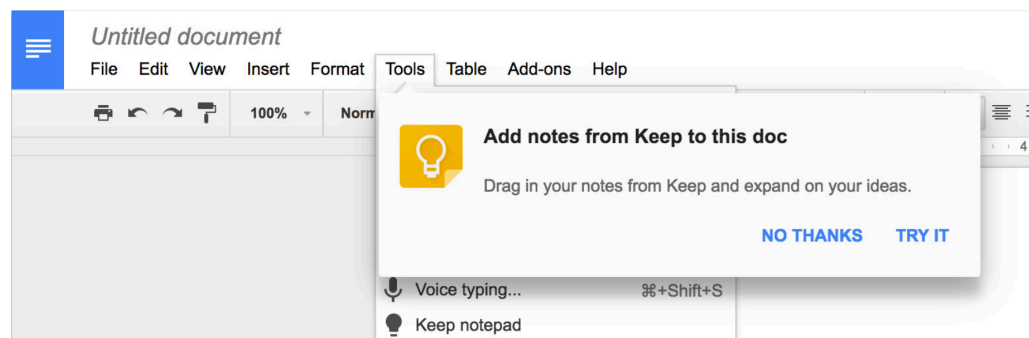 Untitled document
File Edit View Insert Format Tools Table Add-ons Help
100%
4
Add notes from Keep to this doc
Drag in your notes from Keep and expand on your ideas.
NO THANKS TRY IT
Voice typing... ⌘+Shift+S
Keep notepad